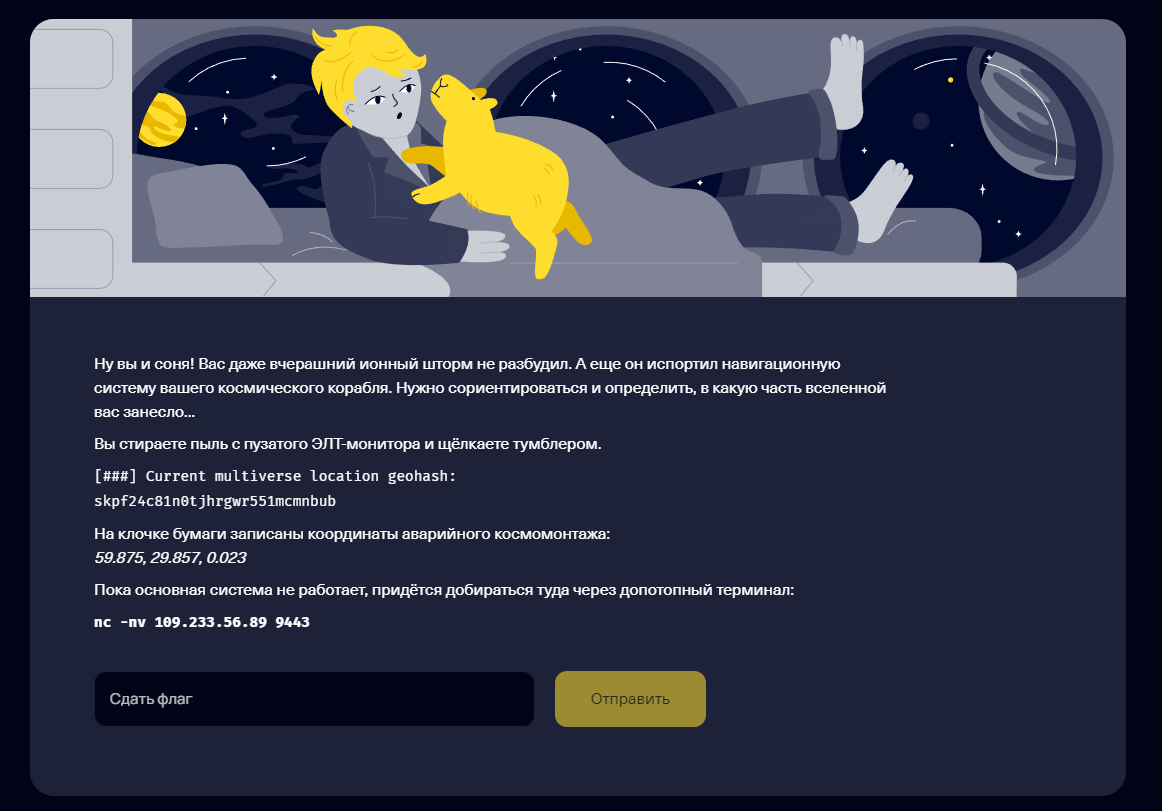 Ну вы и соня! Вас даже вчерашний ионный шторм не разбудил. А еще он испортил навигационную
систему вашего космического корабля. Нужно сориентироваться и определить, в какую часть вселенной
вас занесло...
Вы стираете пыль с пузатого ЭЛТ-монитора и щёлкаете тумблером.
[###] Current multiverse location geohash:
skpf24c81n0tjhrgwr551mcmnbub
На клочке бумаги записаны координаты аварийного космомонтажа:
59.875, 29.857, 0.023
Пока основная система не работает, придётся добираться туда через допотопный терминал:
nc -nv 109.233.56.89 9443
Сдать флаг
Отправить